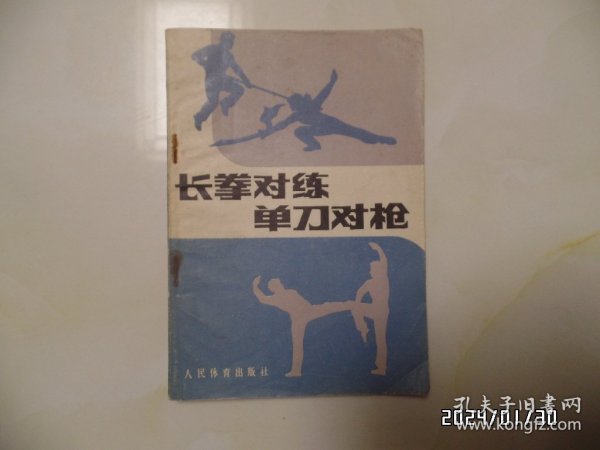 长拳对练
单刀对枪
人民体育出版社
孔夫子旧書网
2024/01/30
www.kongfz.com